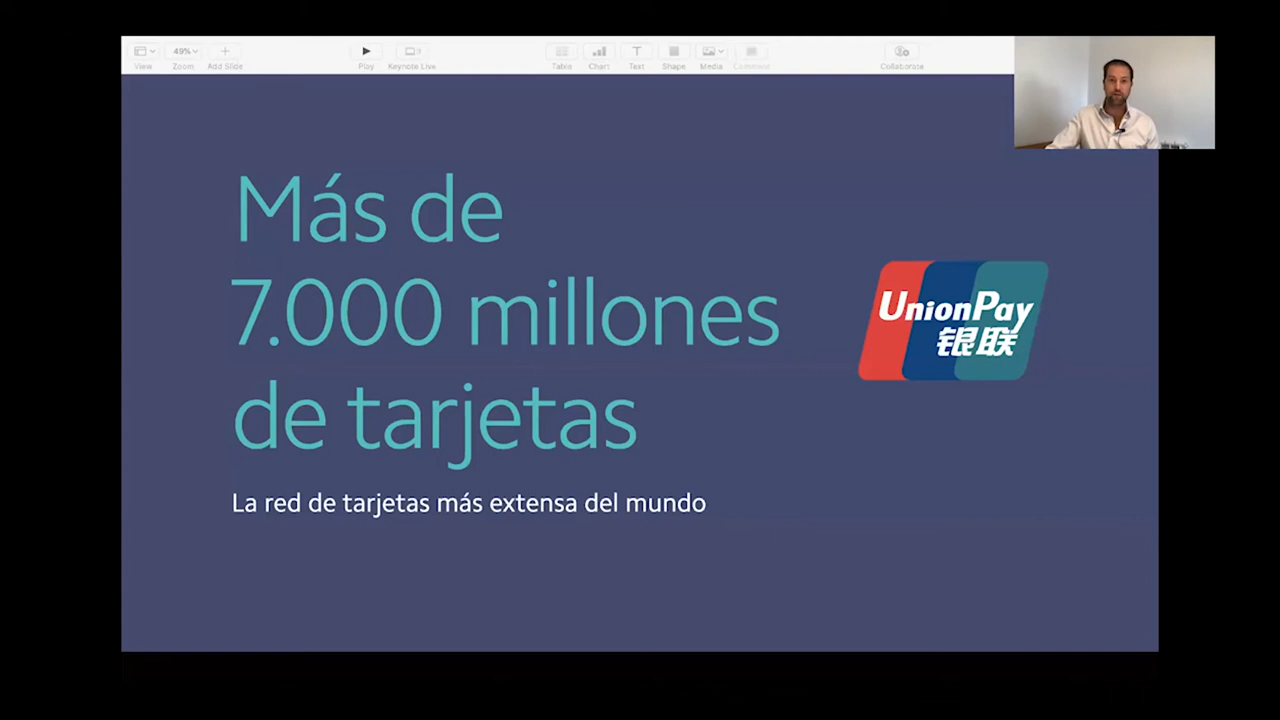 49%
View
Zoom
Add Slide
Play
Keynote Live
Table
Chart
Text
Shape
Media
Comment
Collaborate
Más de
7.000 millones
de tarjetas
La red de tarjetas más extensa del mundo
UnionPay
银联